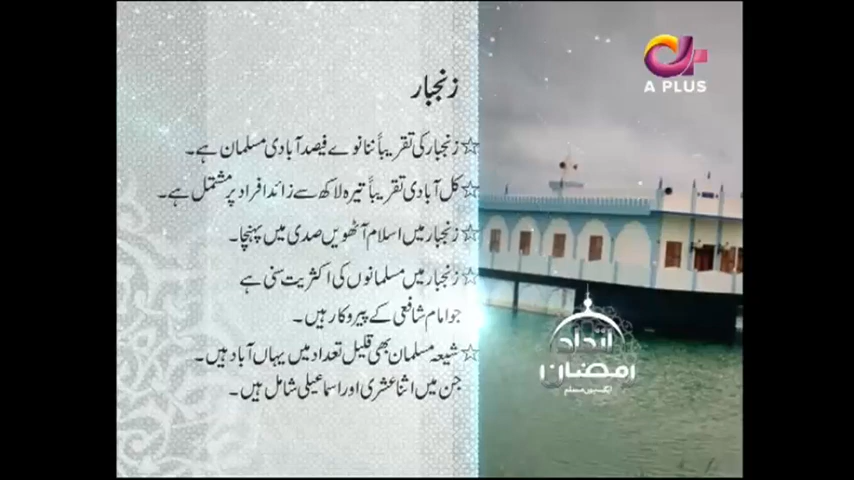 زنجبار
☆ زنجبار کی تقریباً ننانوے فیصد آبادی مسلمان ہے۔
☆ کل آبادی تقریباً تیرہ لاکھ سے زائد افراد پر مشتمل ہے۔
☆ زنجبار میں اسلام آٹھویں صدی میں پہنچا۔
☆ زنجبار میں مسلمانوں کی اکثریت سنی ہے
جو امام شافعی کے پیروکار ہیں۔
☆ شیعہ مسلمان بھی قلیل تعداد میں یہاں آباد ہیں۔
جن میں اثنا عشری اور اسماعیلی شامل ہیں۔
A PLUS
اتحاد
رمضان